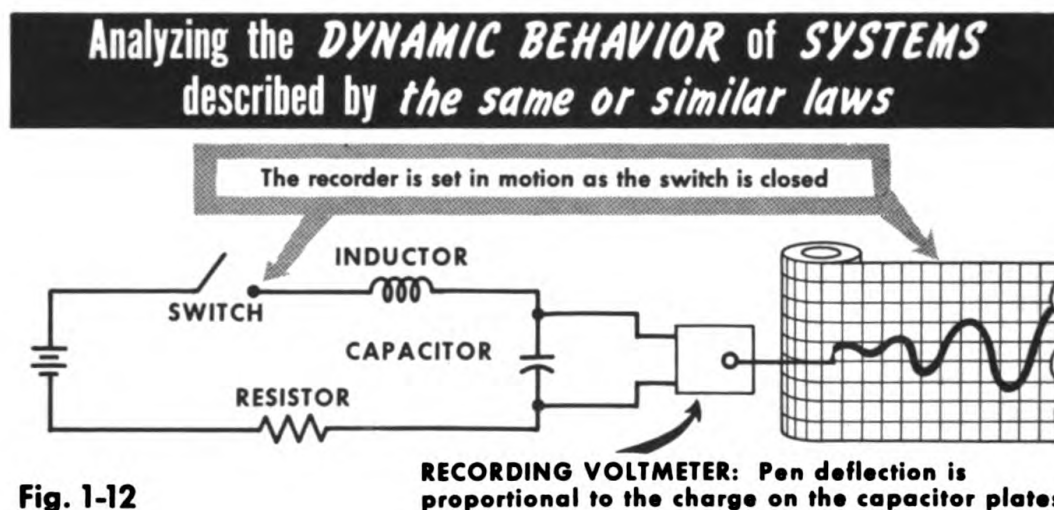 Analyzing the DYNAMIC BEHAVIOR of SYSTEMS
described by the same or similar laws
The recorder is set in motion as the switch is closed
INDUCTOR
SWITCH
CAPACITOR
RESISTOR
RECORDING VOLTMETER: Pen deflection is
proportional to the charge on the capacitor plates
Fig. 1-12